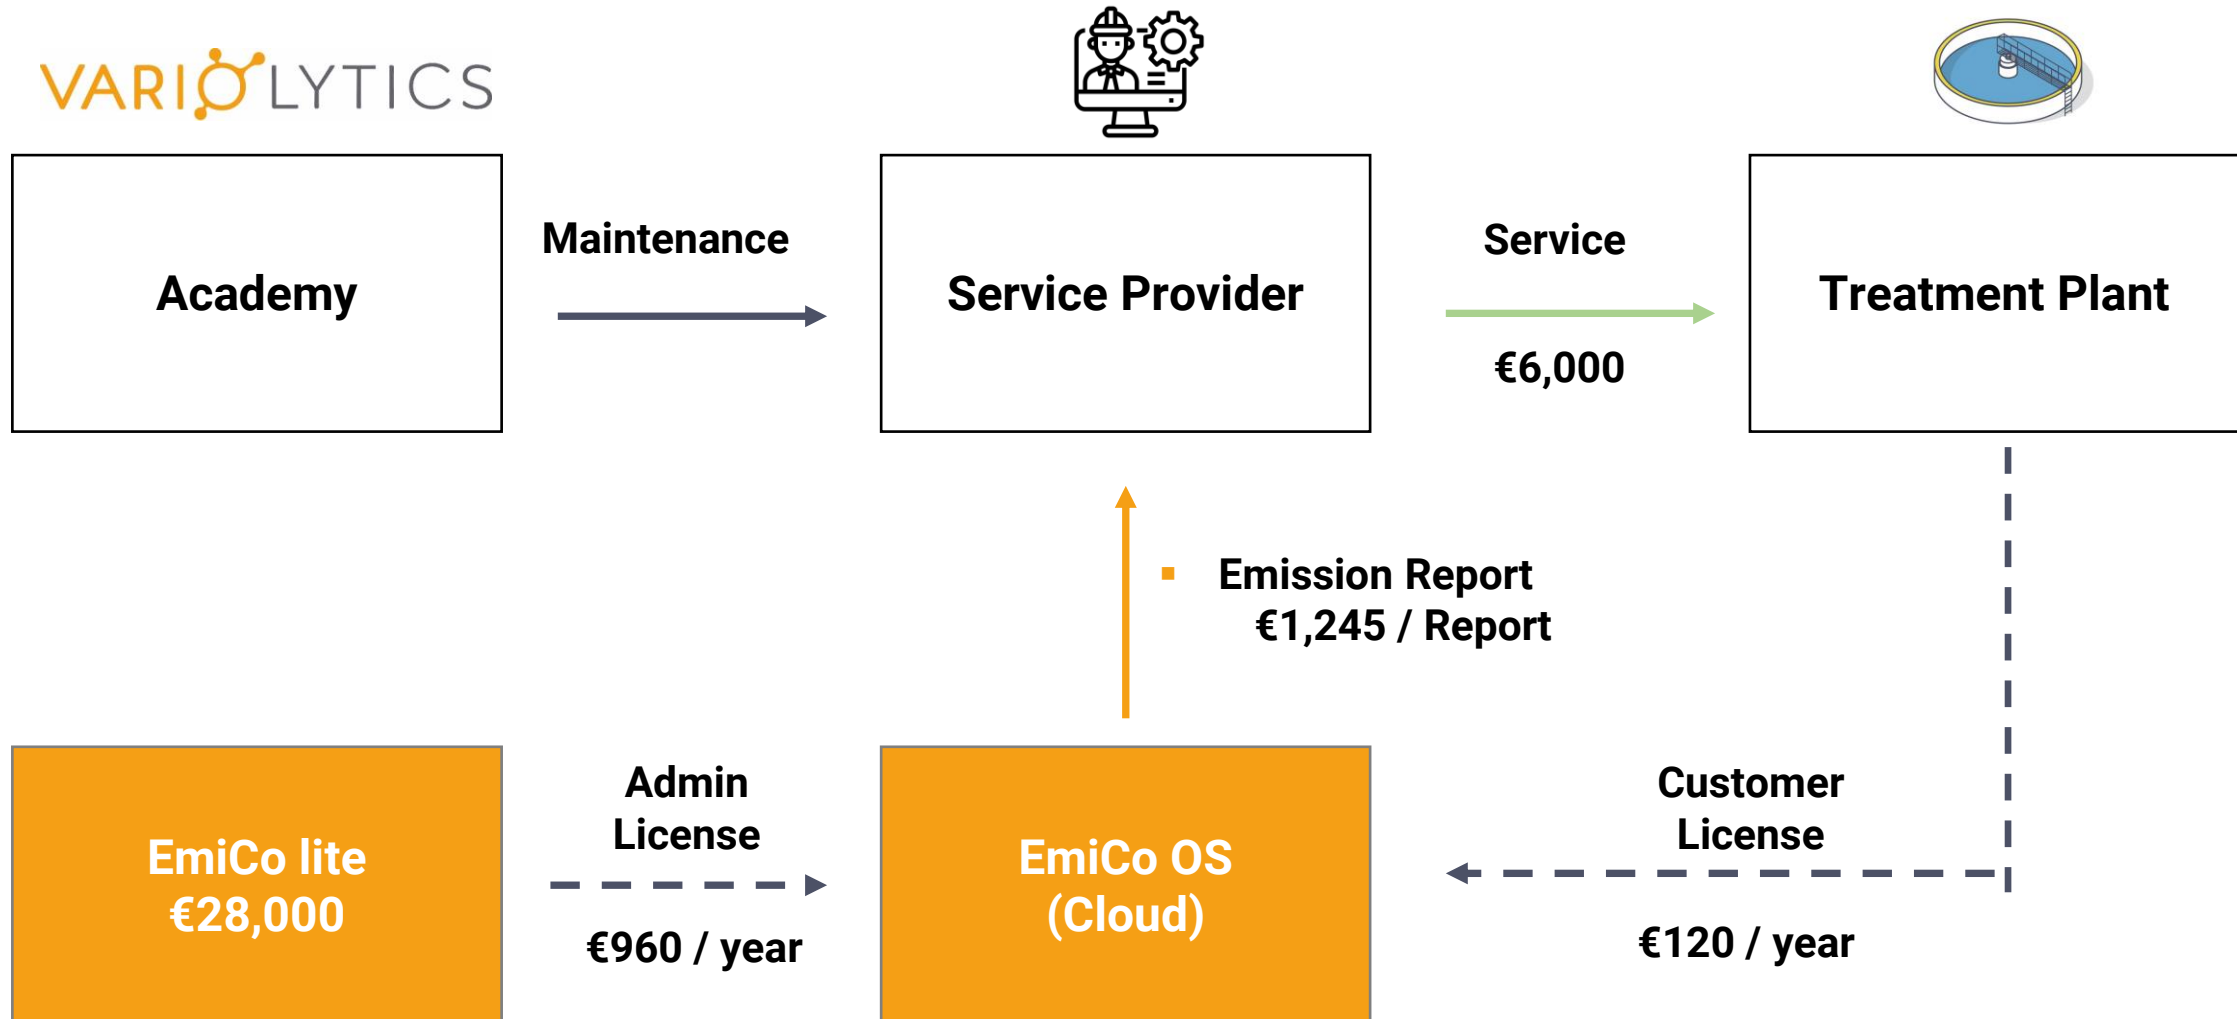 VARIOLYTICS
Academy
Maintenance
Service Provider
Service
€6,000
Treatment Plant
Emission Report
€1,245 / Report
EmiCo lite
€28,000
Admin
License
€960 / year
EmiCo OS
(Cloud)
Customer
License
€120 / year